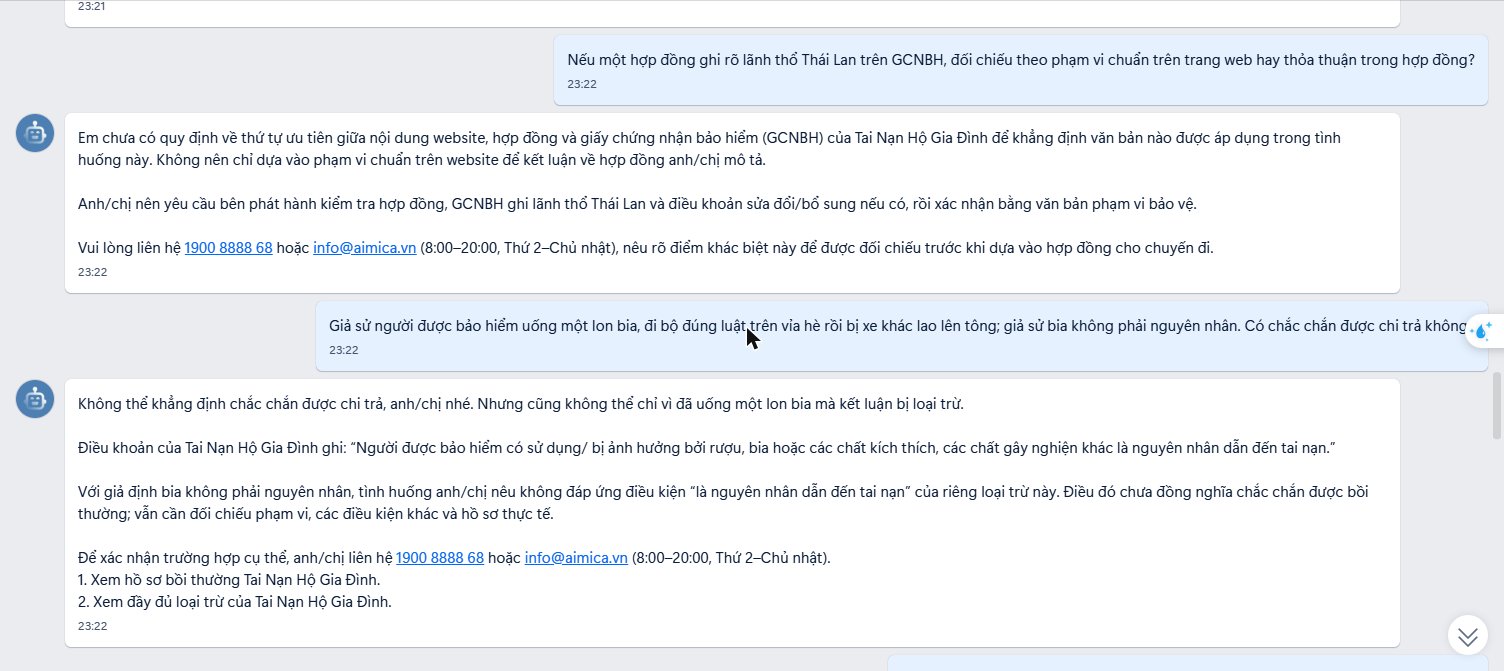 23:21
Nếu một hợp đồng ghi rõ lãnh thổ Thái Lan trên GCNBH, đối chiếu theo phạm vi chuẩn trên trang web hay thỏa thuận trong hợp đồng?
23:22
Em chưa có quy định về thứ tự ưu tiên giữa nội dung website, hợp đồng và giấy chứng nhận bảo hiểm (GCNBH) của Tai Nạn Hộ Gia Đình để khẳng định văn bản nào được áp dụng trong tình
huống này. Không nên chỉ dựa vào phạm vi chuẩn trên website để kết luận về hợp đồng anh/chị mô tả.
Anh/chị nên yêu cầu bên phát hành kiểm tra hợp đồng, GCNBH ghi lãnh thổ Thái Lan và điều khoản sửa đổi/bổ sung nếu có, rồi xác nhận bằng văn bản phạm vi bảo vệ.
Vui lòng liên hệ 1900 8888 68 hoặc info@aimica.vn (8:00–20:00, Thứ 2–Chủ nhật), nêu rõ điểm khác biệt này để được đối chiếu trước khi dựa vào hợp đồng cho chuyến đi.
23:22
Giả sử người được bảo hiểm uống một lon bia, đi bộ đúng luật trên vỉa hè rồi bị xe khác lao lên tông; giả sử bia không phải nguyên nhân. Có chắc chắn được chi trả không
23:22
Không thể khẳng định chắc chắn được chi trả, anh/chị nhé. Nhưng cũng không thể chỉ vì đã uống một lon bia mà kết luận bị loại trừ.
Điều khoản của Tai Nạn Hộ Gia Đình ghi: “Người được bảo hiểm có sử dụng/ bị ảnh hưởng bởi rượu, bia hoặc các chất kích thích, các chất gây nghiện khác là nguyên nhân dẫn đến tai nạn.”
Với giả định bia không phải nguyên nhân, tình huống anh/chị nêu không đáp ứng điều kiện “là nguyên nhân dẫn đến tai nạn” của riêng loại trừ này. Điều đó chưa đồng nghĩa chắc chắn được bồi
thường; vẫn cần đối chiếu phạm vi, các điều kiện khác và hồ sơ thực tế.
Để xác nhận trường hợp cụ thể, anh/chị liên hệ 1900 8888 68 hoặc info@aimica.vn (8:00–20:00, Thứ 2–Chủ nhật).
1. Xem hồ sơ bồi thường Tai Nạn Hộ Gia Đình.
2. Xem đầy đủ loại trừ của Tai Nạn Hộ Gia Đình.
23:22